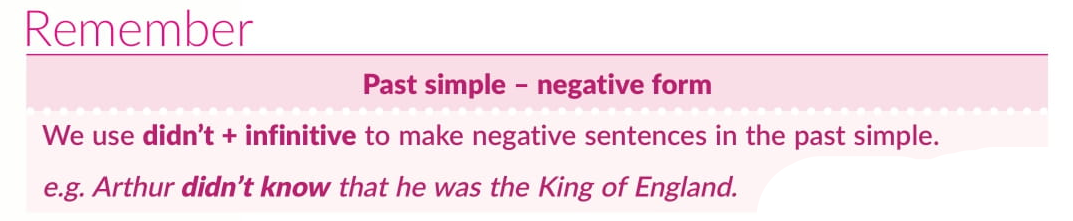 Remember
Past simple – negative form
We use didn't + infinitive to make negative sentences in the past simple.
e.g. Arthur didn't know that he was the King of England.